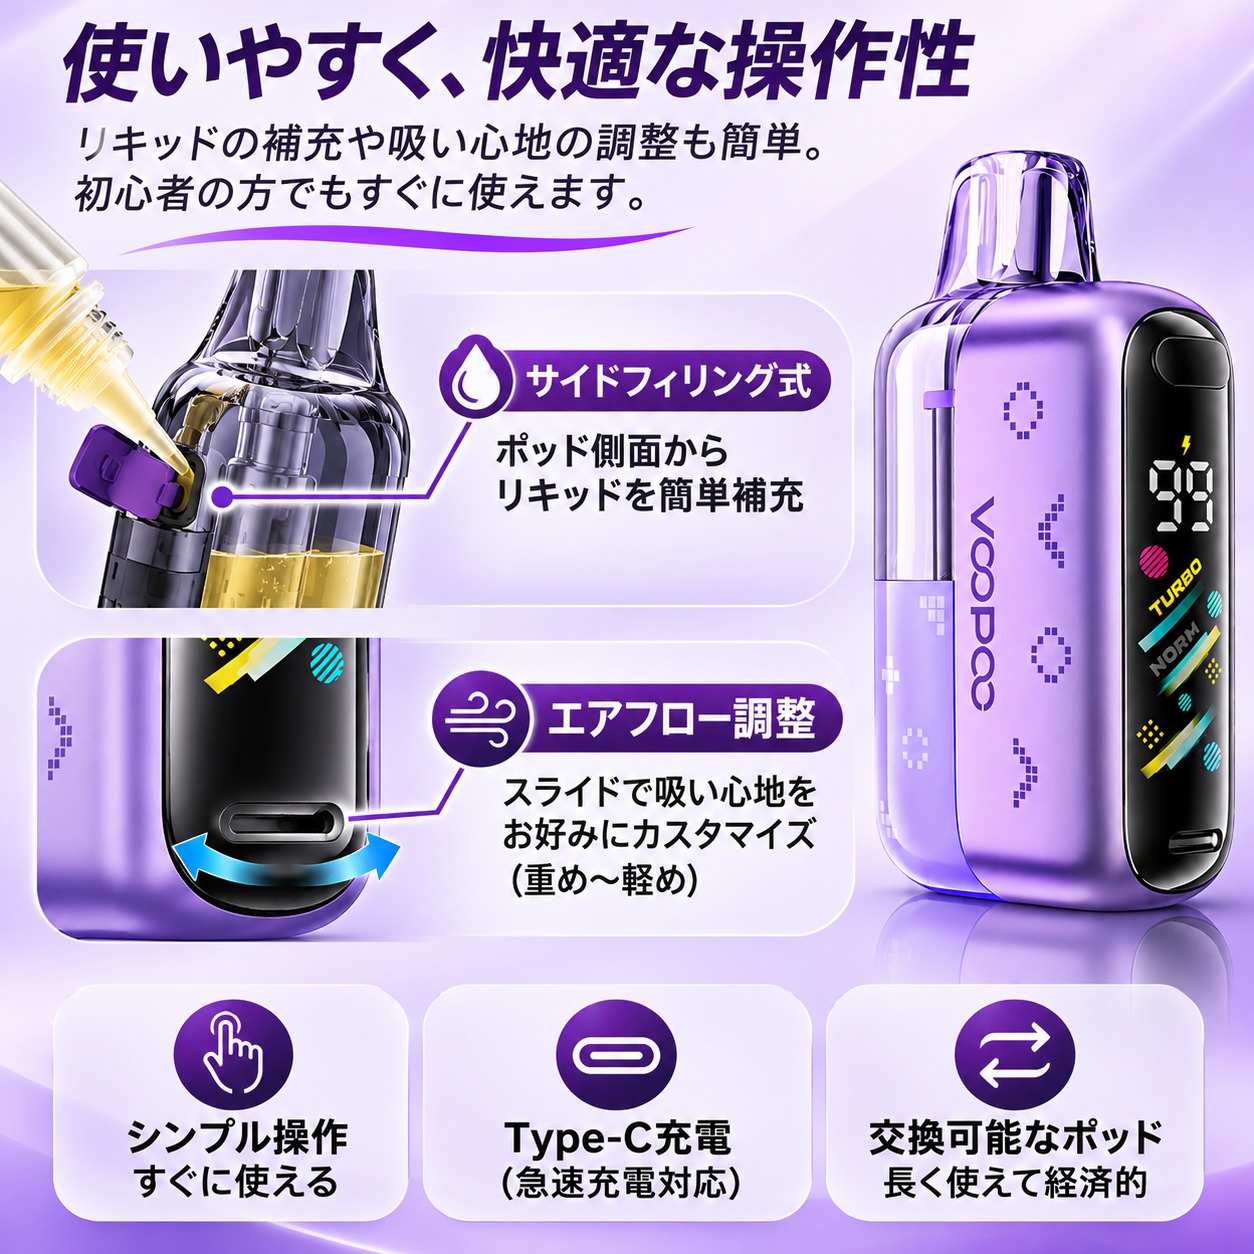 使いやすく、快適な操作性
リキッドの補充や吸い心地の調整も簡単。
初心者の方でもすぐに使えます。
サイドフィリング式
ポッド側面から
リキッドを簡単補充
エアフロー調整
スライドで吸い心地を
お好みにカスタマイズ
(重め～軽め)
VOOPOO
99
TURBO
NORM
シンプル操作
すぐに使える
Type-C充電
(急速充電対応)
交換可能なポッド
長く使えて経済的